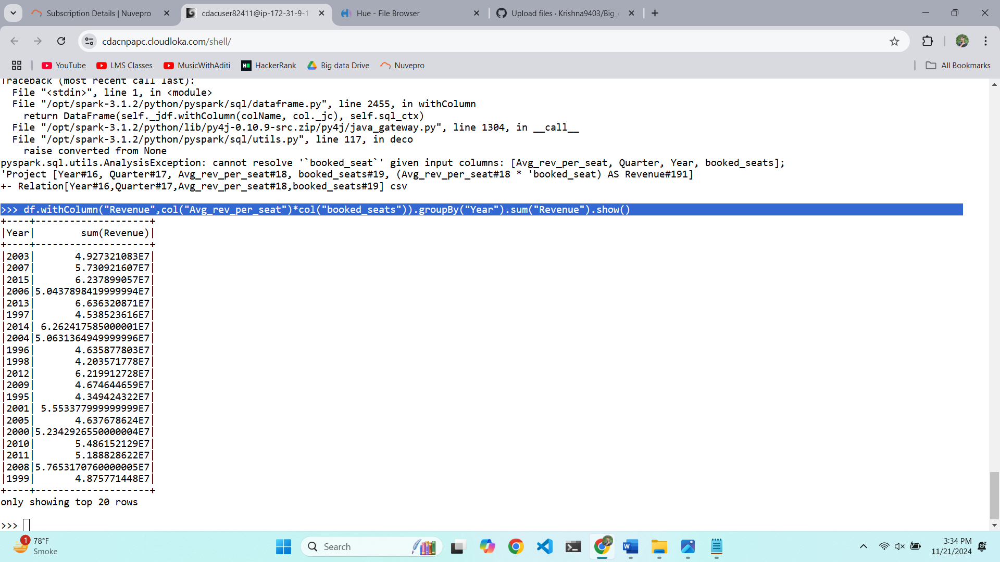 Subscription Details | Nuvepro
cdacuser82411@ip-172-31-9-1
Hue - File Browser
Upload files · Krishna9403/Big_
cdacnpapc.cloudloka.com/shell/
YouTube
LMS Classes
MusicWithAditi
HackerRank
Big data Drive
Nuvepro
All Bookmarks
Traceback (most recent call last):
  File "<stdin>", line 1, in <module>
  File "/opt/spark-3.1.2/python/pyspark/sql/dataframe.py", line 2455, in withColumn
    return DataFrame(self._jdf.withColumn(colName, col._jc), self.sql_ctx)
  File "/opt/spark-3.1.2/python/lib/py4j-0.10.9-src.zip/py4j/java_gateway.py", line 1304, in __call__
  File "/opt/spark-3.1.2/python/pyspark/sql/utils.py", line 117, in deco
    raise converted from None
pyspark.sql.utils.AnalysisException: cannot resolve '`booked_seat`' given input columns: [Avg_rev_per_seat, Quarter, Year, booked_seats];
'Project [Year#16, Quarter#17, Avg_rev_per_seat#18, booked_seats#19, (Avg_rev_per_seat#18 * 'booked_seat) AS Revenue#191]
+- Relation[Year#16,Quarter#17,Avg_rev_per_seat#18,booked_seats#19] csv
>>> df.withColumn("Revenue",col("Avg_rev_per_seat")*col("booked_seats")).groupBy("Year").sum("Revenue").show()
+----+--------------------+
|Year|        sum(Revenue)|
+----+--------------------+
|2003|       4.927321083E7|
|2007|       5.730921607E7|
|2015|       6.237899057E7|
|2006|5.0437898419999994E7|
|2013|       6.636320871E7|
|1997|       4.538523616E7|
|2014| 6.262417585000001E7|
|2004|5.0631364949999996E7|
|1996|       4.635877803E7|
|1998|       4.203571778E7|
|2012|       6.219912728E7|
|2009|       4.674644659E7|
|1995|       4.349424322E7|
|2001| 5.553377999999999E7|
|2005|       4.637678624E7|
|2000|5.2342926550000004E7|
|2010|       5.486152129E7|
|2011|       5.188828622E7|
|2008|5.7653170760000005E7|
|1999|       4.875771448E7|
+----+--------------------+
only showing top 20 rows
>>>
1
78°F
Smoke
Search
3:34 PM
11/21/2024